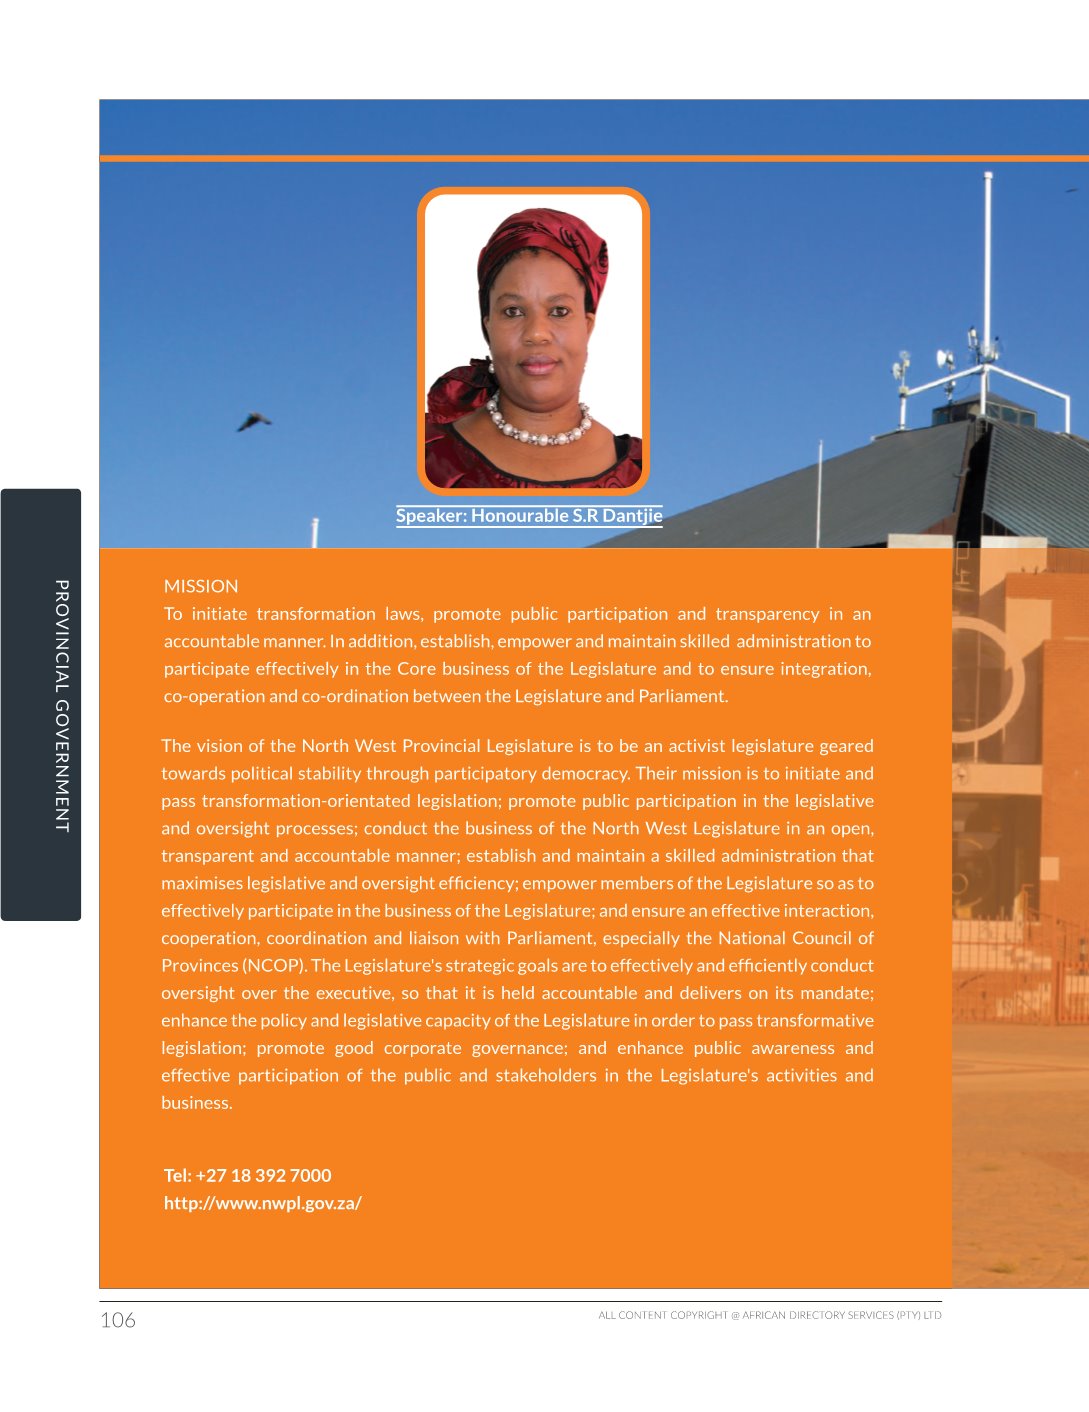 Speaker: Honourable S.R Dantjie
PROVINCIAL GOVERNMENT
MISSION
To initiate transformation laws, promote public participation and transparency in an
accountable manner. In addition, establish, empower and maintain skilled administration to
participate effectively in the Core business of the Legislature and to ensure integration,
co-operation and co-ordination between the Legislature and Parliament.
The vision of the North West Provincial Legislature is to be an activist legislature geared
towards political stability through participatory democracy. Their mission is to initiate and
pass transformation-orientated legislation; promote public participation in the legislative
and oversight processes; conduct the business of the North West Legislature in an open,
transparent and accountable manner; establish and maintain a skilled administration that
maximises legislative and oversight efficiency; empower members of the Legislature so as to
effectively participate in the business of the Legislature; and ensure an effective interaction,
cooperation, coordination and liaison with Parliament, especially the National Council of
Provinces (NCOP). The Legislature's strategic goals are to effectively and efficiently conduct
oversight over the executive, so that it is held accountable and delivers on its mandate;
enhance the policy and legislative capacity of the Legislature in order to pass transformative
legislation; promote good corporate governance; and enhance public awareness and
effective participation of the public and stakeholders in the Legislature's activities and
business.
Tel: +27 18 392 7000
http://www.nwpl.gov.za/
106
ALL CONTENT COPYRIGHT @ AFRICAN DIRECTORY SERVICES (PTY) LTD